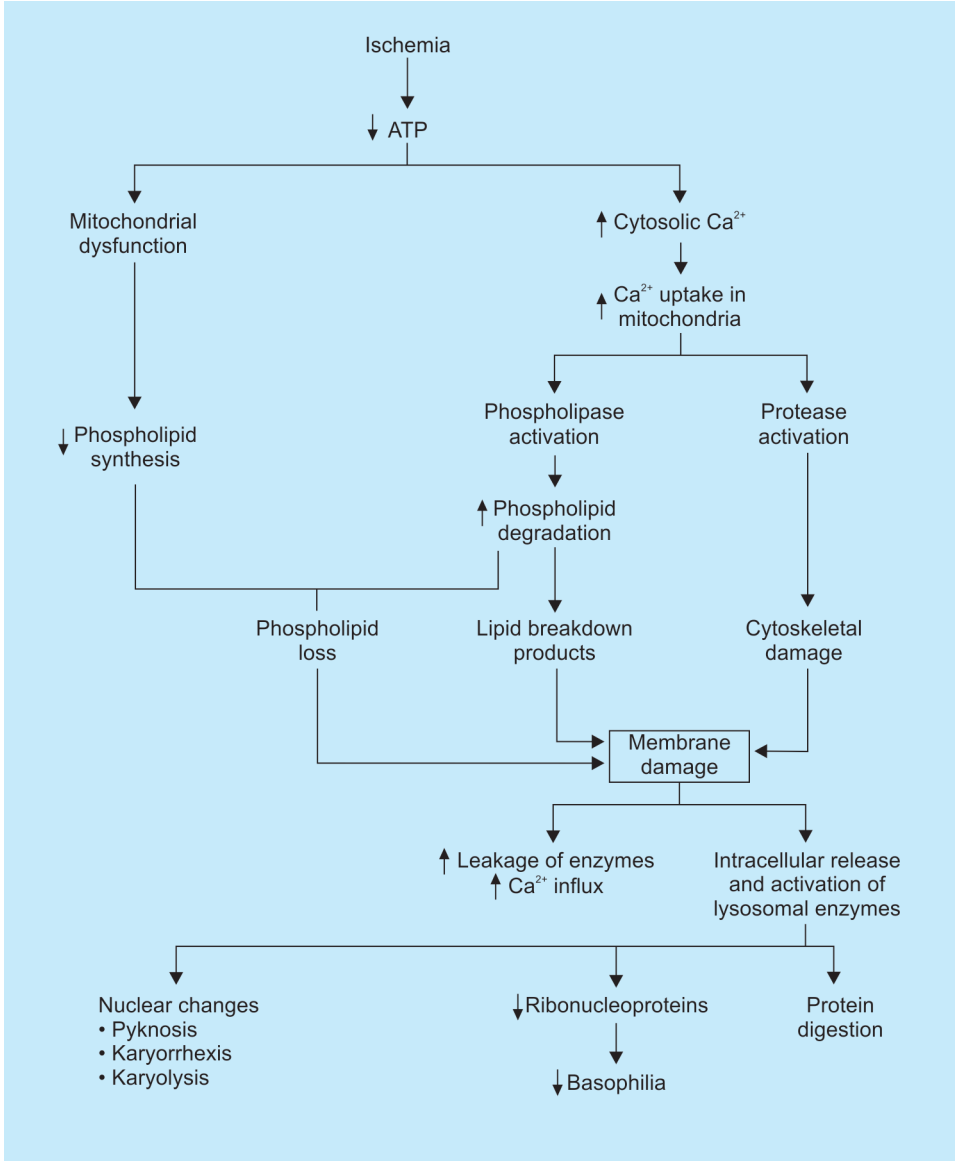 Ischemia
↓ ATP
Mitochondrial
dysfunction
↑ Cytosolic Ca²⁺
↑ Ca²⁺ uptake in
mitochondria
Phospholipase
activation
Protease
activation
↓ Phospholipid
synthesis
↑ Phospholipid
degradation
Phospholipid
loss
Lipid breakdown
products
Cytoskeletal
damage
Membrane
damage
↑ Leakage of enzymes
↑ Ca²⁺ influx
Intracellular release
and activation of
lysosomal enzymes
Nuclear changes
• Pyknosis
• Karyorrhexis
• Karyolysis
↓ Ribonucleoproteins
↓ Basophilia
Protein
digestion